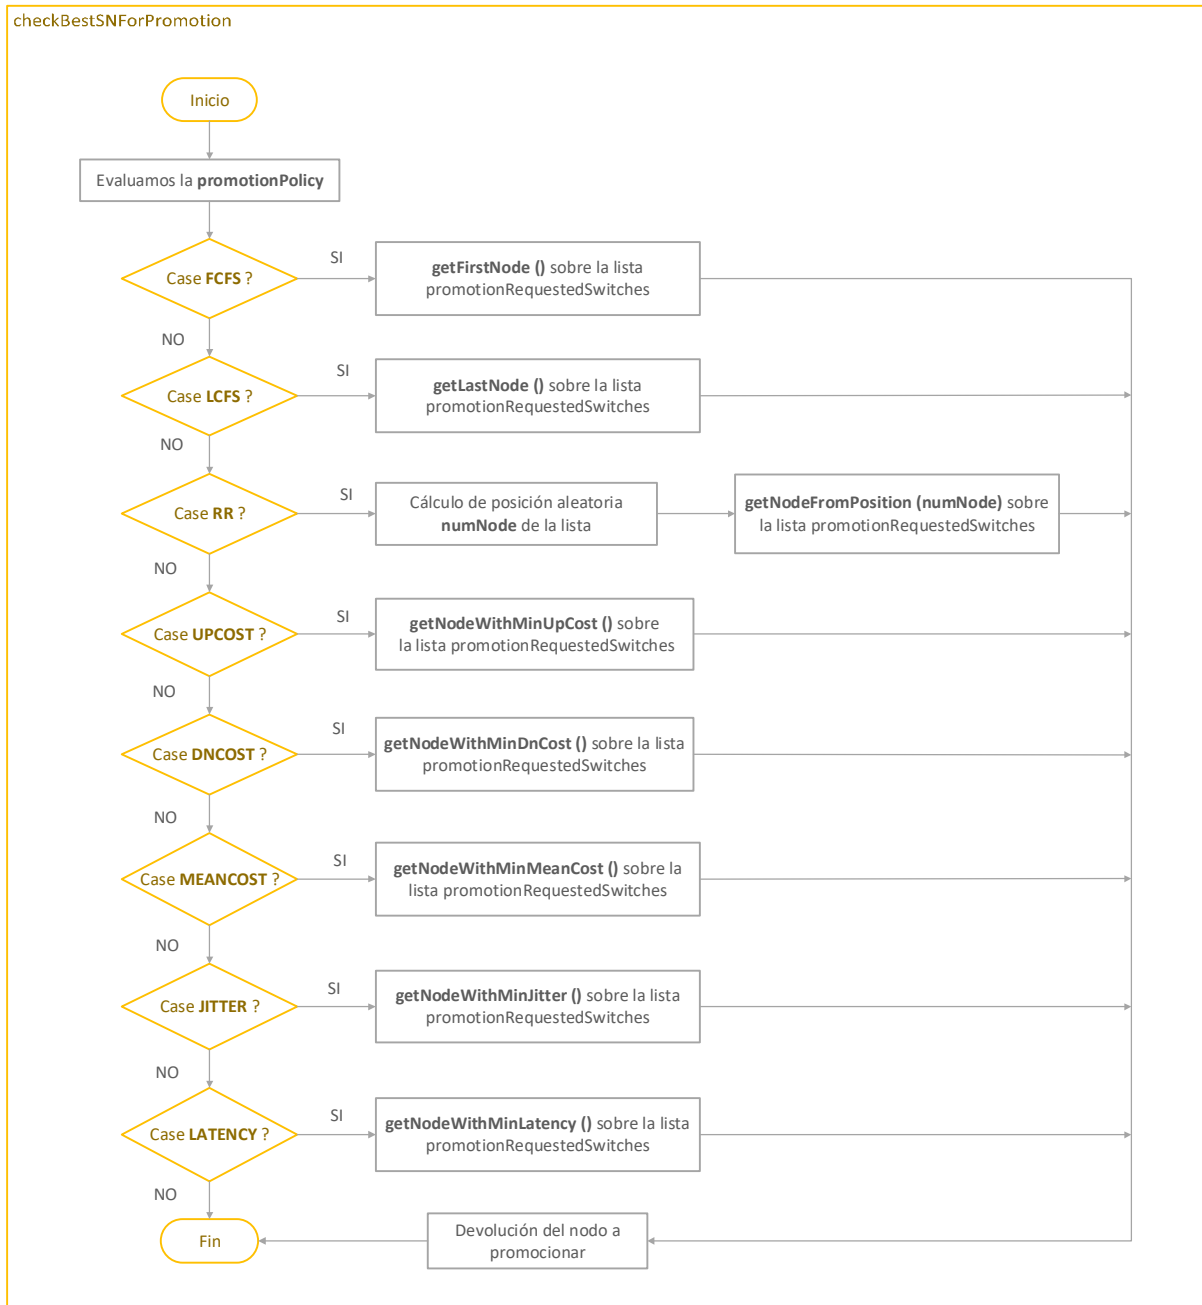 checkBestSNForPromotion
Inicio
Evaluamos la promotionPolicy
Case FCFS ?
SI
getFirstNode () sobre la lista
promotionRequestedSwitches
NO
Case LCFS ?
SI
getLastNode () sobre la lista
promotionRequestedSwitches
NO
Case RR ?
SI
Cálculo de posición aleatoria
numNode de la lista
getNodeFromPosition (numNode) sobre
la lista promotionRequestedSwitches
NO
Case UPCOST ?
SI
getNodeWithMinUpCost () sobre
la lista promotionRequestedSwitches
NO
Case DNCOST ?
SI
getNodeWithMinDnCost () sobre la lista
promotionRequestedSwitches
NO
Case MEANCOST ?
SI
getNodeWithMinMeanCost () sobre la
lista promotionRequestedSwitches
NO
Case JITTER ?
SI
getNodeWithMinJitter () sobre la lista
promotionRequestedSwitches
NO
Case LATENCY ?
SI
getNodeWithMinLatency () sobre la lista
promotionRequestedSwitches
NO
Fin
Devolución del nodo a
promocionar